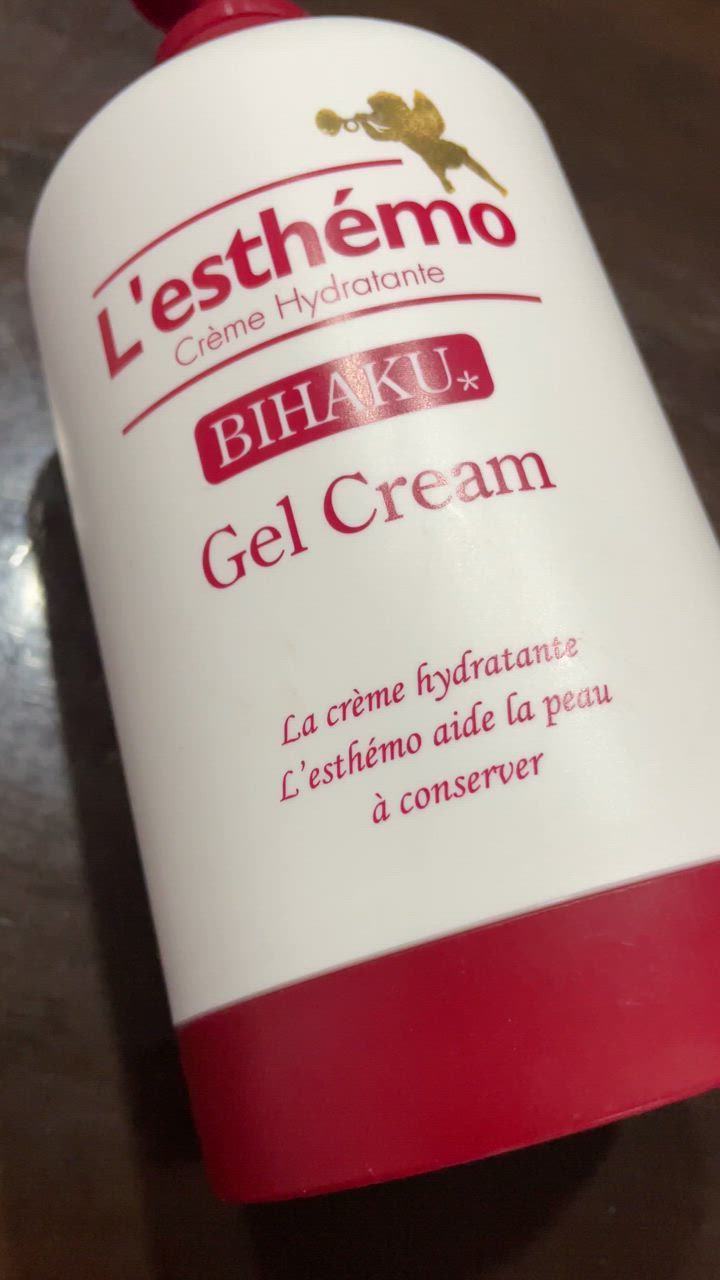 L'esthémo
Crème Hydratante
BIHAKU*
Gel Cream
La crème hydratante
L'esthémo aide la peau
à conserver